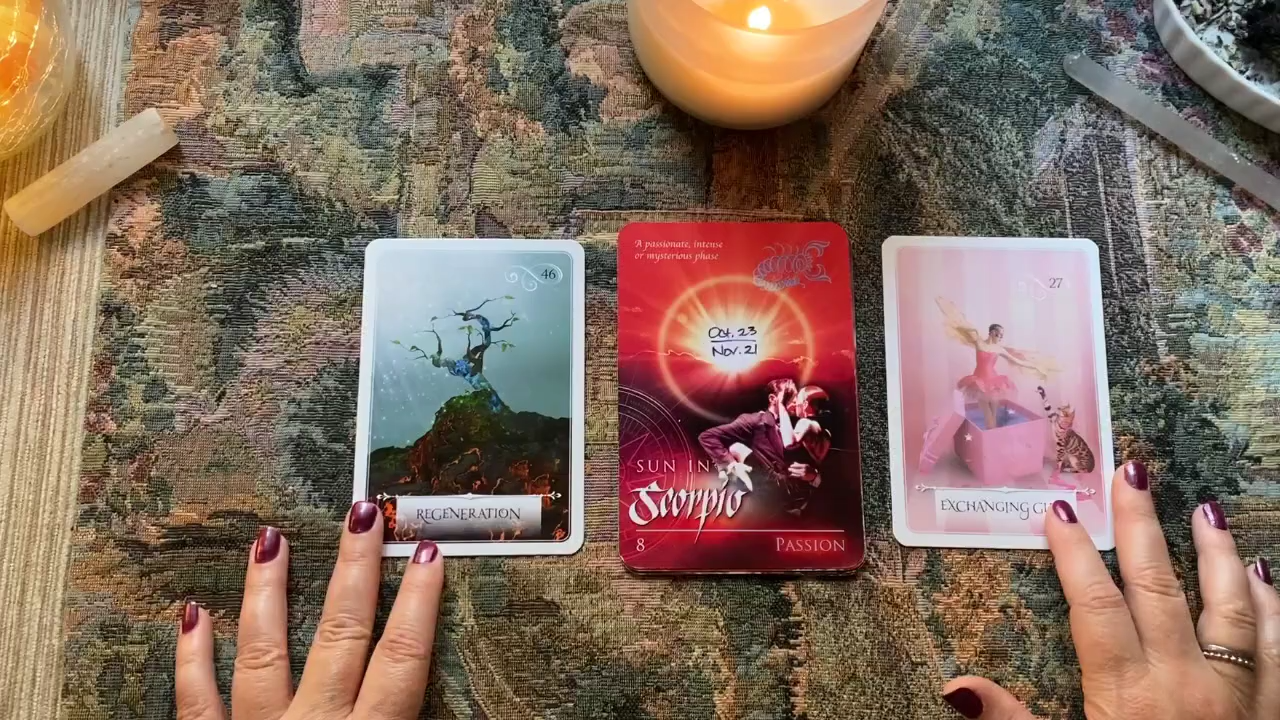 46
REGENERATION
A passionate, intense
or mysterious phase
Oct. 23
Nov. 21
SUN IN
Scorpio
8 PASSION
27
EXCHANGING